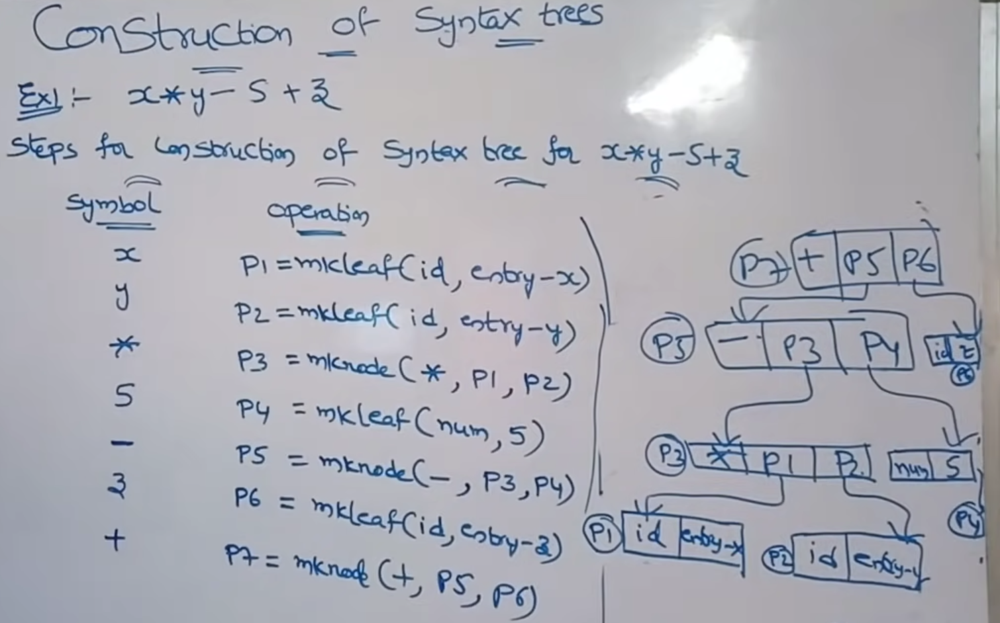 Construction of Syntax trees
Ex1:- x*y-5+z
Steps for Construction of Syntax tree for x*y-5+z
Symbol operation
x P1=mkleaf(id, entry-x)
y P2=mkleaf(id, entry-y)
* P3 = mknode(*, P1, P2)
5 P4 = mkleaf(num, 5)
- P5 = mknode(-, P3, P4)
z P6 = mkleaf(id, entry-z)
+ P7 = mknode(+, P5, P6)
P7 + P5 P6
P5 - P3 P4 id z
P6
P3 * P1 P2 num 5
P4
P1 id entry-x P2 id entry-y